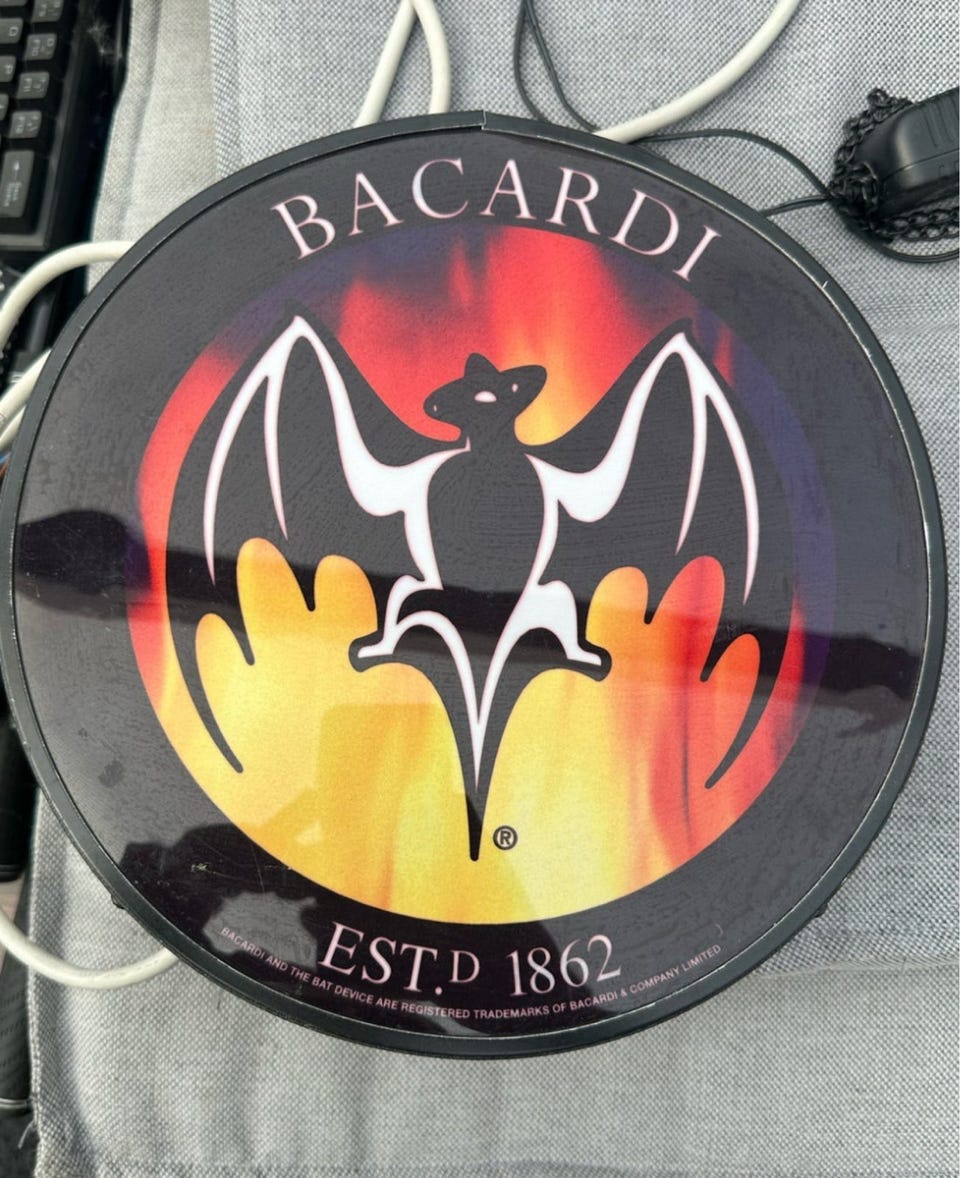 BACARDI
®
EST.D 1862
BACARDI AND THE BAT DEVICE ARE REGISTERED TRADEMARKS OF BACARDI & COMPANY LIMITED